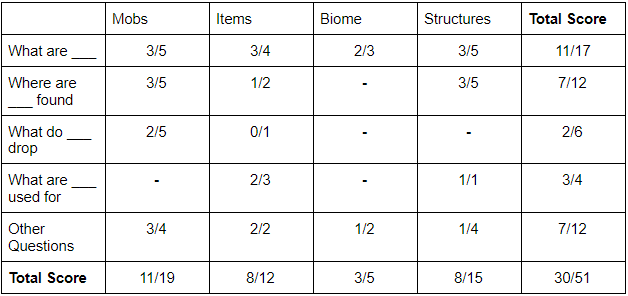 Mobs Items Biome Structures Total Score
What are ___ 3/5 3/4 2/3 3/5 11/17
Where are
___ found 3/5 1/2 - 3/5 7/12
What do ___
drop 2/5 0/1 - - 2/6
What are ___
used for - 2/3 - 1/1 3/4
Other
Questions 3/4 2/2 1/2 1/4 7/12
Total Score 11/19 8/12 3/5 8/15 30/51